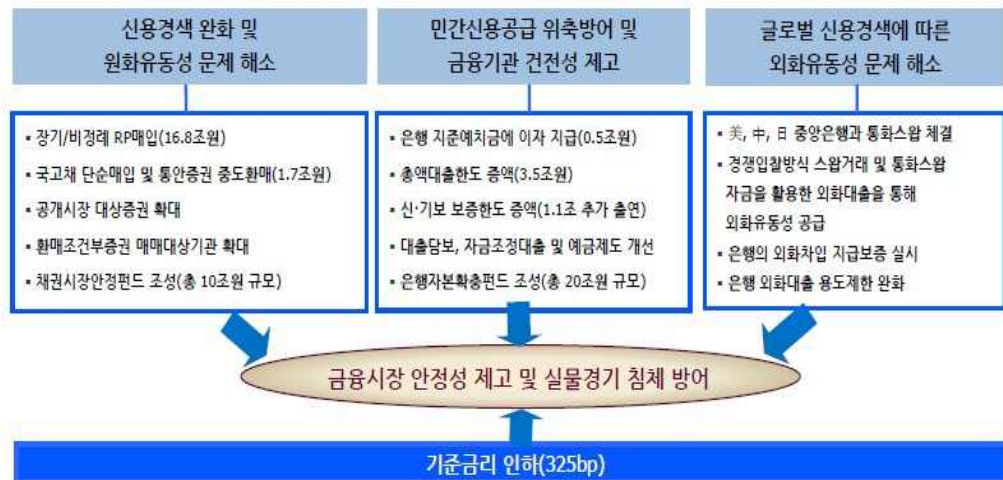 신용경색 완화 및
원화유동성 문제 해소
▪ 장기/비정례 RP매입(16.8조원)
▪ 국고채 단순매입 및 통안증권 중도환매(1.7조원)
▪ 공개시장 대상증권 확대
▪ 환매조건부증권 매매대상기관 확대
▪ 채권시장안정펀드 조성(총 10조원 규모)
민간신용공급 위축방어 및
금융기관 건전성 제고
▪ 은행 지준예치금에 이자 지급(0.5조원)
▪ 총액대출한도 증액(3.5조원)
▪ 신·기보 보증한도 증액(1.1조 추가 출연)
▪ 대출담보, 자금조정대출 및 예금제도 개선
▪ 은행자본확충펀드 조성(총 20조원 규모)
글로벌 신용경색에 따른
외화유동성 문제 해소
▪ 美, 中, 日 중앙은행과 통화스왑 체결
▪ 경쟁입찰방식 스왑거래 및 통화스왑
자금을 활용한 외화대출을 통해
외화유동성 공급
▪ 은행의 외화차입 지급보증 실시
▪ 은행 외화대출 용도제한 완화
금융시장 안정성 제고 및 실물경기 침체 방어
기준금리 인하(325bp)